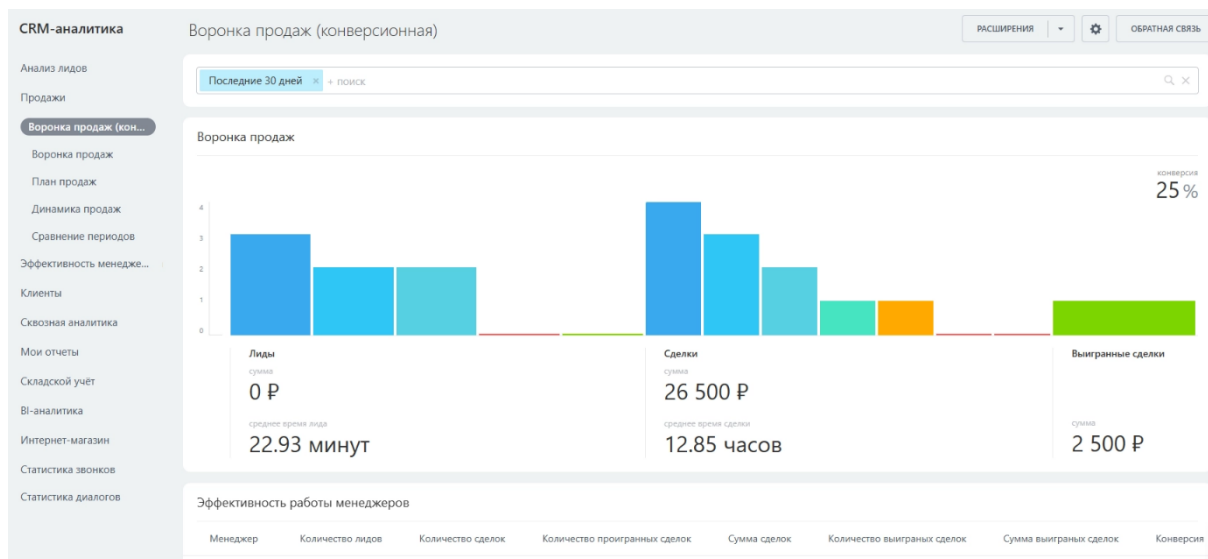 CRM-аналитика
Воронка продаж (конверсионная)
РАСШИРЕНИЯ
ОБРАТНАЯ СВЯЗЬ
Анализ лидов
Продажи
Воронка продаж (кон...
Воронка продаж
План продаж
Динамика продаж
Сравнение периодов
Эффективность менедже...
Клиенты
Сквозная аналитика
Мои отчеты
Складской учёт
BI-аналитика
Интернет-магазин
Статистика звонков
Статистика диалогов
Последние 30 дней × + поиск
Воронка продаж
конверсия
25 %
4
3
2
1
0
Лиды
сумма
0 ₽
среднее время лида
22.93 минут
Сделки
сумма
26 500 ₽
среднее время сделки
12.85 часов
Выигранные сделки
сумма
2 500 ₽
Эффективность работы менеджеров
Менеджер Количество лидов Количество сделок Количество проигранных сделок Сумма сделок Количество выиграных сделок Сумма выиграных сделок Конверсия